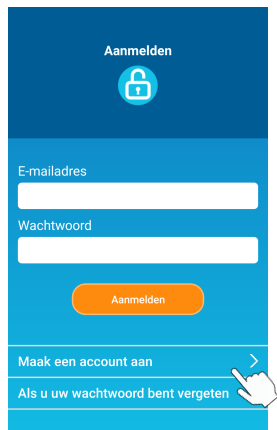 Aanmelden
E-mailadres
Wachtwoord
Aanmelden
Maak een account aan
Als u uw wachtwoord bent vergeten